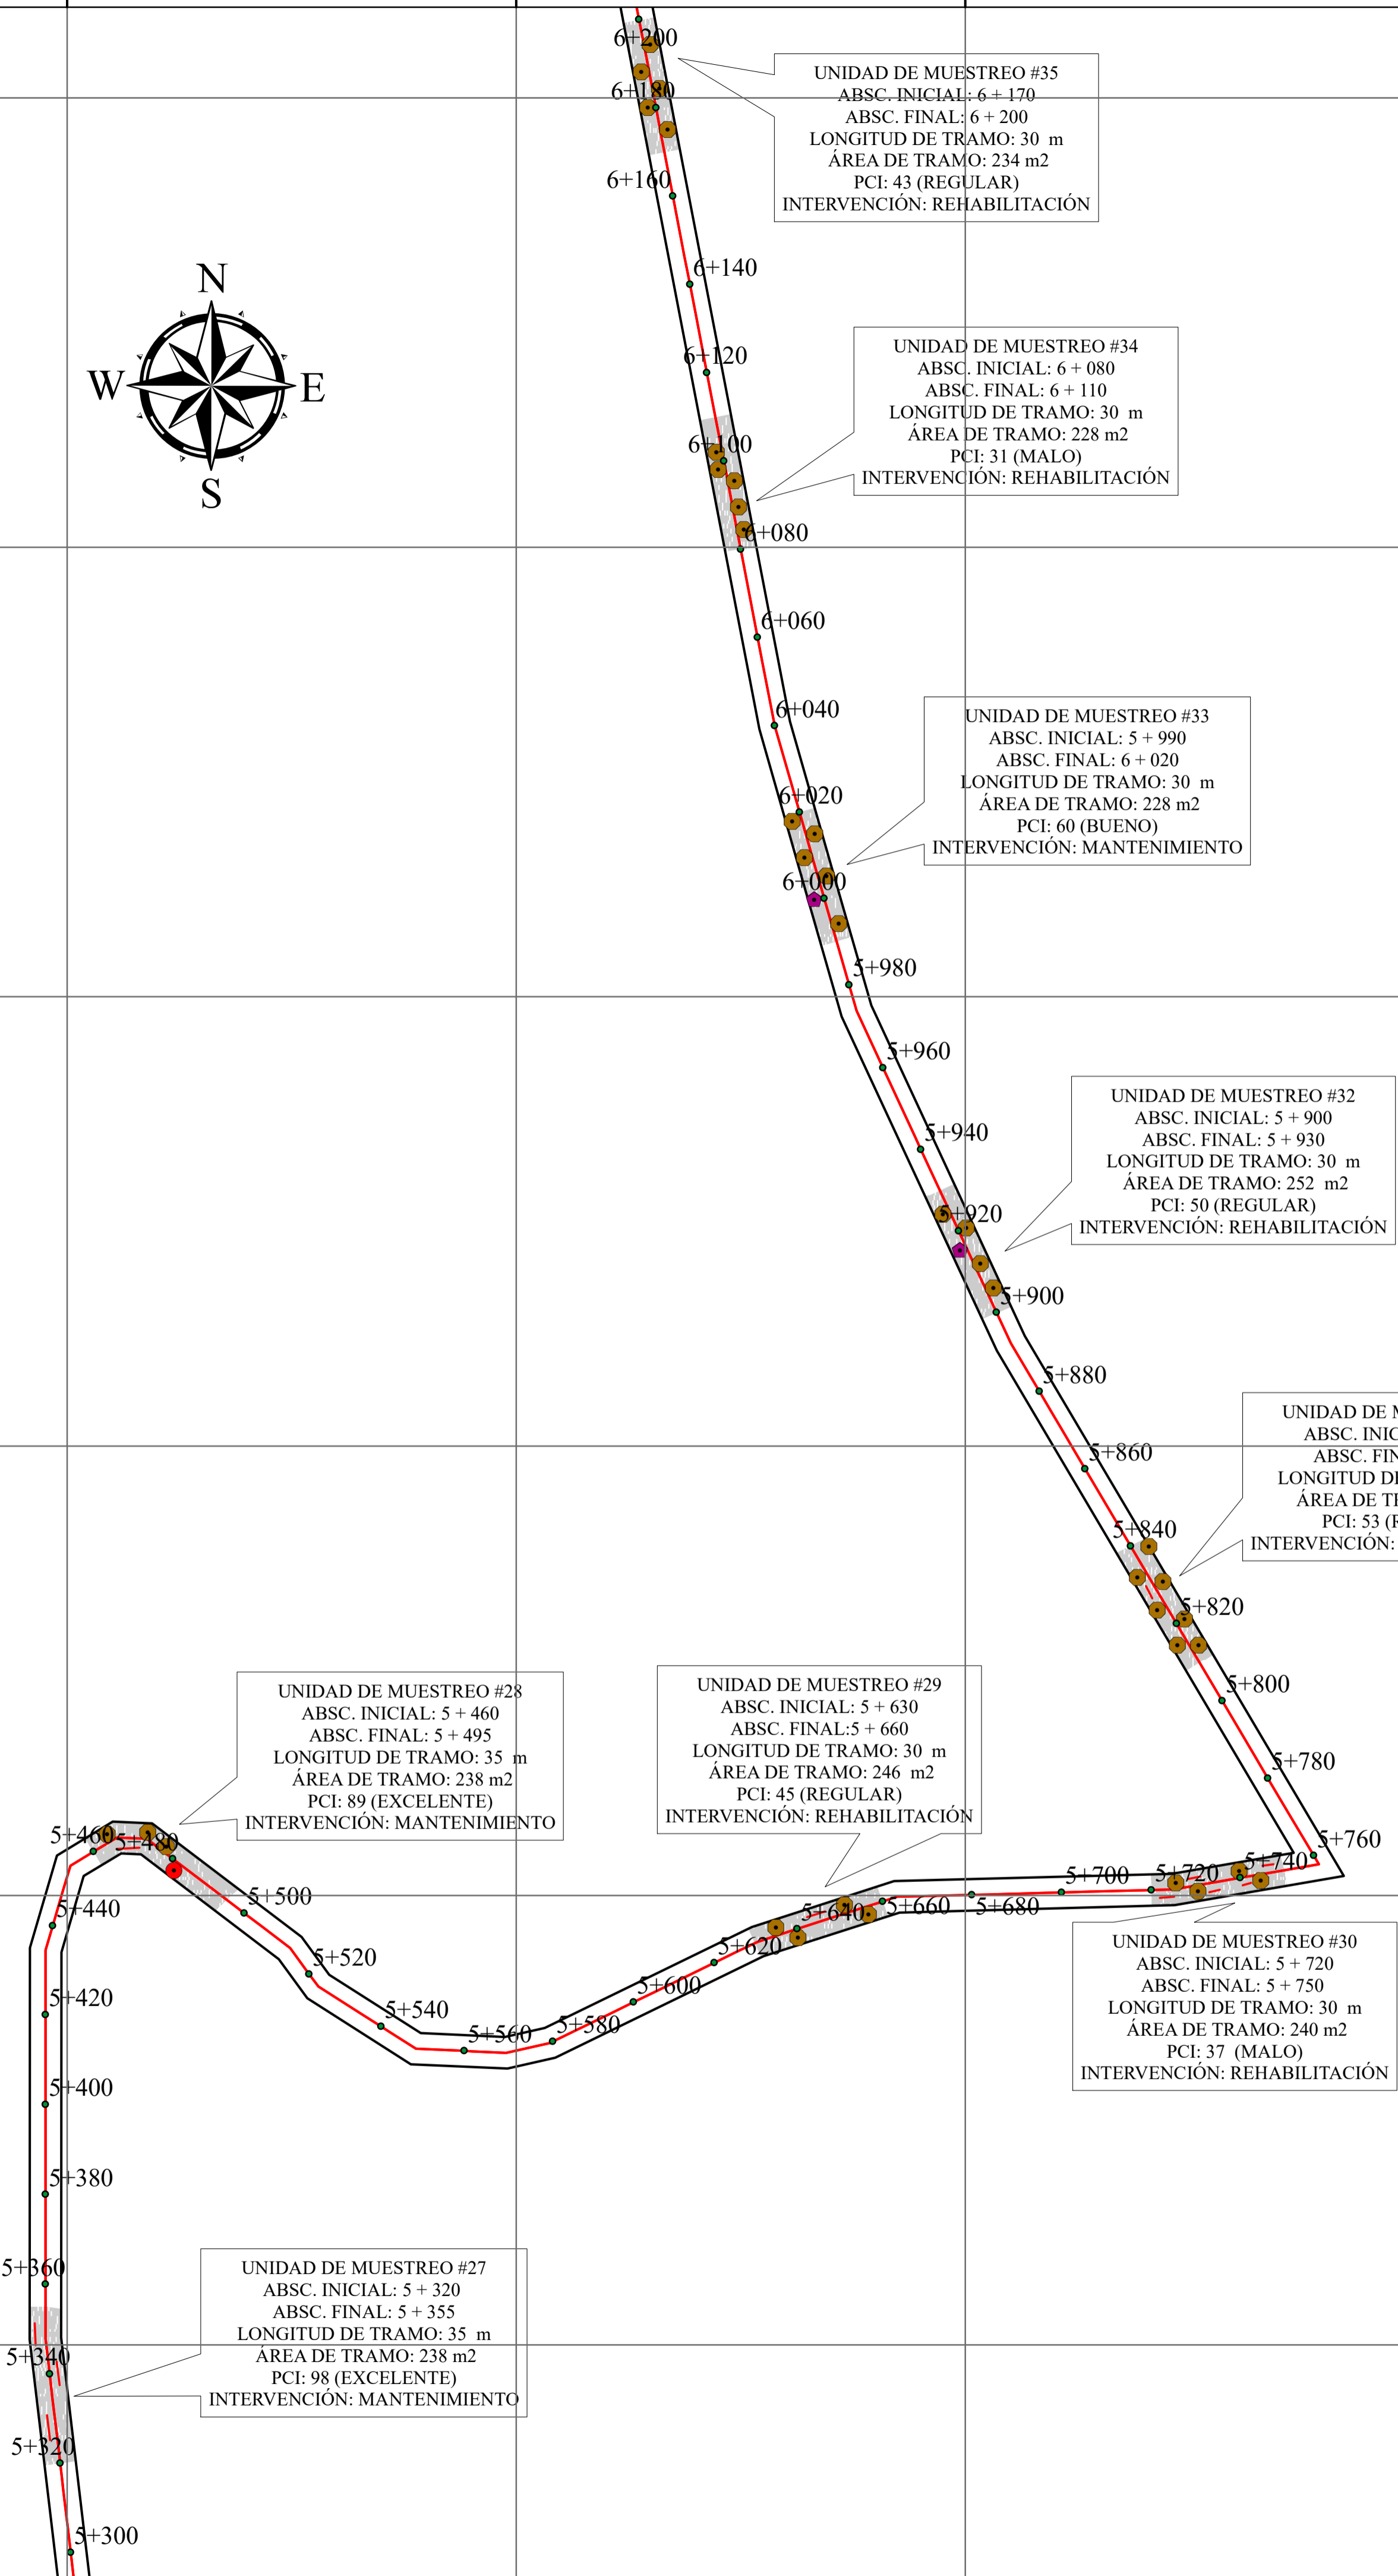 6+200
UNIDAD DE MUESTREO #35
ABSC. INICIAL: 6 + 170
ABSC. FINAL: 6 + 200
LONGITUD DE TRAMO: 30 m
ÁREA DE TRAMO: 234 m2
PCI: 43 (REGULAR)
INTERVENCIÓN: REHABILITACIÓN
6+180
6+160
6+140
N
W
E
S
6+120
UNIDAD DE MUESTREO #34
ABSC. INICIAL: 6 + 080
ABSC. FINAL: 6 + 110
LONGITUD DE TRAMO: 30 m
ÁREA DE TRAMO: 228 m2
PCI: 31 (MALO)
INTERVENCIÓN: REHABILITACIÓN
6+100
6+080
6+060
6+040
UNIDAD DE MUESTREO #33
ABSC. INICIAL: 5 + 990
ABSC. FINAL: 6 + 020
LONGITUD DE TRAMO: 30 m
ÁREA DE TRAMO: 228 m2
PCI: 60 (BUENO)
INTERVENCIÓN: MANTENIMIENTO
6+020
6+000
5+980
5+960
UNIDAD DE MUESTREO #32
ABSC. INICIAL: 5 + 900
ABSC. FINAL: 5 + 930
LONGITUD DE TRAMO: 30 m
ÁREA DE TRAMO: 252 m2
PCI: 50 (REGULAR)
INTERVENCIÓN: REHABILITACIÓN
5+940
5+920
5+900
5+880
5+860
UNIDAD DE
ABSC.
ABSC.
LONGITUD
ÁREA DE
PCI: 53
INTERVENCIÓN:
5+840
5+820
5+800
5+780
5+760
UNIDAD DE MUESTREO #28
ABSC. INICIAL: 5 + 460
ABSC. FINAL: 5 + 495
LONGITUD DE TRAMO: 35 m
ÁREA DE TRAMO: 238 m2
PCI: 89 (EXCELENTE)
INTERVENCIÓN: MANTENIMIENTO
UNIDAD DE MUESTREO #29
ABSC. INICIAL: 5 + 630
ABSC. FINAL:5 + 660
LONGITUD DE TRAMO: 30 m
ÁREA DE TRAMO: 246 m2
PCI: 45 (REGULAR)
INTERVENCIÓN: REHABILITACIÓN
5+460
5+480
5+740
5+720
5+700
5+680
5+660
5+640
5+620
5+600
5+580
5+560
5+540
5+520
5+500
5+440
UNIDAD DE MUESTREO #30
ABSC. INICIAL: 5 + 720
ABSC. FINAL: 5 + 750
LONGITUD DE TRAMO: 30 m
ÁREA DE TRAMO: 240 m2
PCI: 37 (MALO)
INTERVENCIÓN: REHABILITACIÓN
5+420
5+400
5+380
5+360
UNIDAD DE MUESTREO #27
ABSC. INICIAL: 5 + 320
ABSC. FINAL: 5 + 355
LONGITUD DE TRAMO: 35 m
ÁREA DE TRAMO: 238 m2
PCI: 98 (EXCELENTE)
INTERVENCIÓN: MANTENIMIENTO
5+340
5+320
5+300